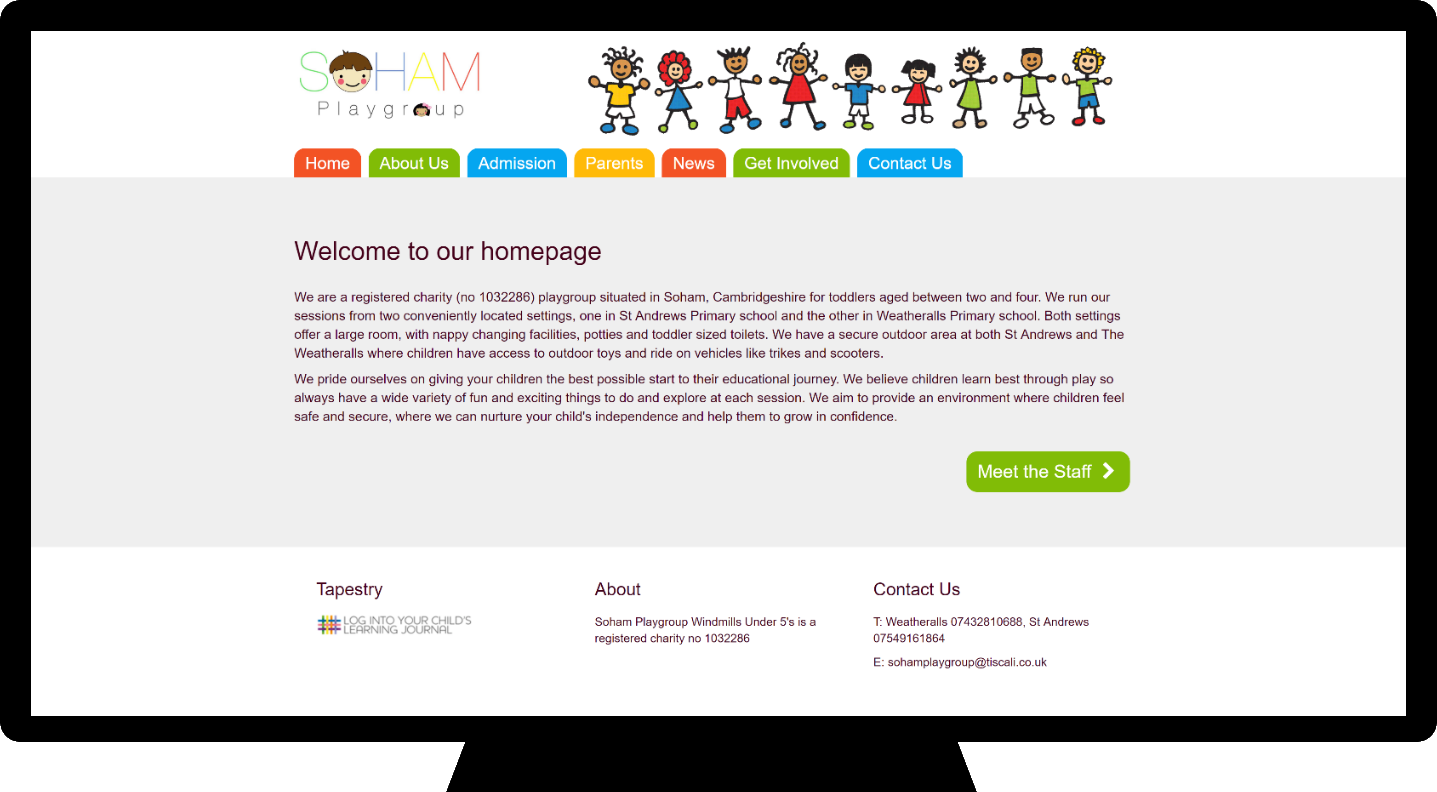 SOHAM
Playgroup
Home About Us Admission Parents News Get Involved Contact Us
Welcome to our homepage
We are a registered charity (no 1032286) playgroup situated in Soham, Cambridgeshire for toddlers aged between two and four. We run our
sessions from two conveniently located settings, one in St Andrews Primary school and the other in Weatheralls Primary school. Both settings
offer a large room, with nappy changing facilities, potties and toddler sized toilets. We have a secure outdoor area at both St Andrews and The
Weatheralls where children have access to outdoor toys and ride on vehicles like trikes and scooters.
We pride ourselves on giving your children the best possible start to their educational journey. We believe children learn best through play so
always have a wide variety of fun and exciting things to do and explore at each session. We aim to provide an environment where children feel
safe and secure, where we can nurture your child's independence and help them to grow in confidence.
Meet the Staff
Tapestry
LOG INTO YOUR CHILD'S
LEARNING JOURNAL
About
Soham Playgroup Windmills Under 5's is a
registered charity no 1032286
Contact Us
T: Weatheralls 07432810688, St Andrews
07549161864
E: sohamplaygroup@tiscali.co.uk